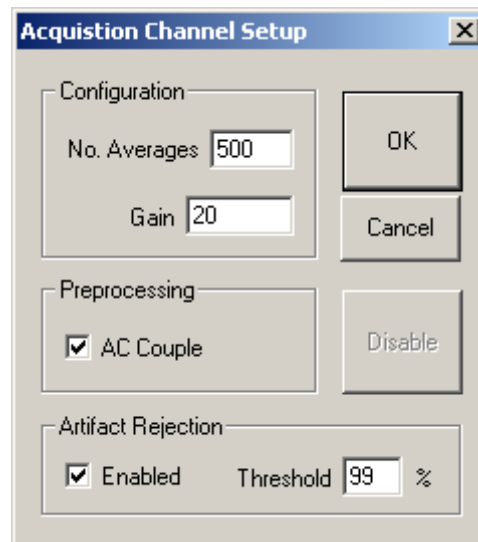 Acquistion Channel Setup
Configuration
No. Averages 500
Gain 20
OK
Cancel
Preprocessing
AC Couple
Disable
Artifact Rejection
Enabled Threshold 99 %